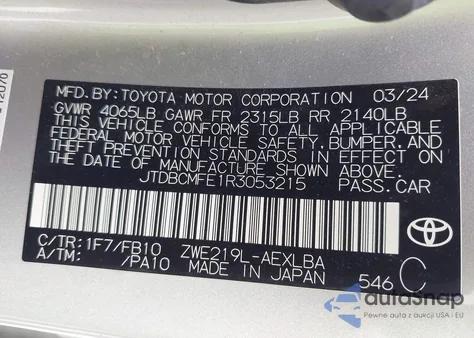 MFD.BY:TOYOTA MOTOR CORPORATION 03/24
GVWR 4065LB GAWR FR 2315LB RR 2140LB
THIS VEHICLE CONFORMS TO ALL APPLICABLE
FEDERAL MOTOR VEHICLE SAFETY,BUMPER,AND
THEFT PREVENTION STANDARDS IN EFFECT ON
THE DATE OF MANUFACTURE SHOWN ABOVE.
JTDBCMFE1R3053215 PASS.CAR
C/TR:1F7/FB10 ZWE219L-AEXLBA
A/TM: /PA10 MADE IN JAPAN 546 C
TOYOTA
autoSnap
Pewne auta z aukcji USA i EU